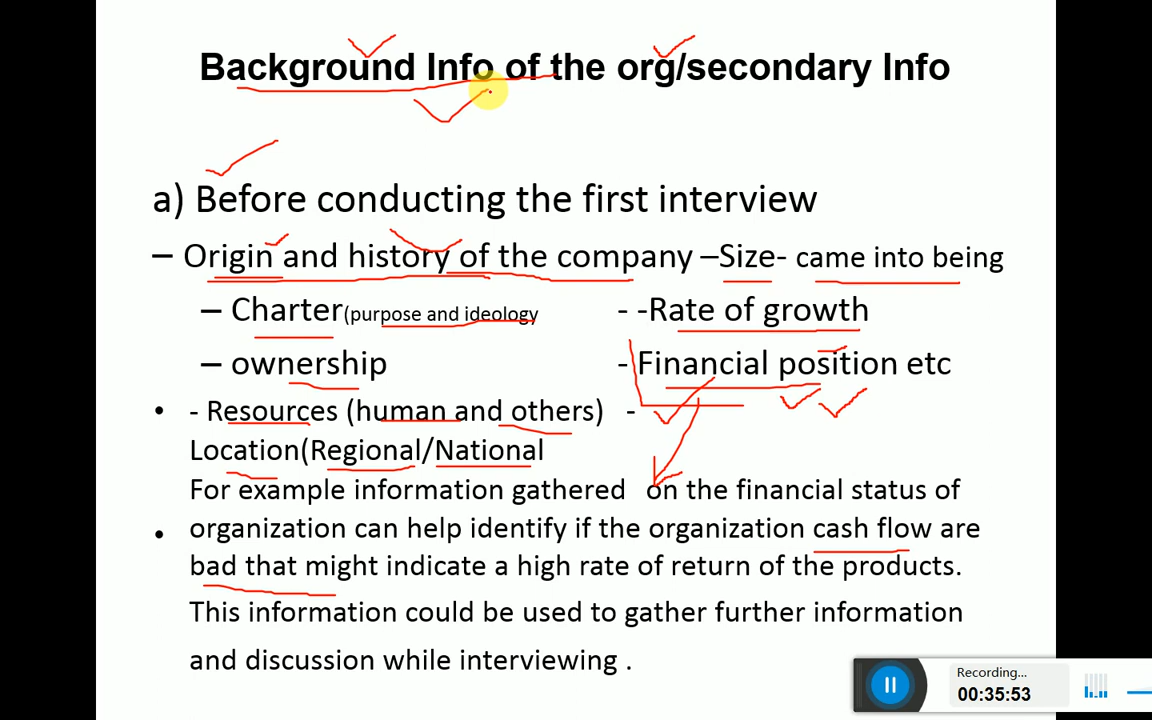 Background Info of the org/secondary Info
a) Before conducting the first interview
– Origin and history of the company –Size- came into being
– Charter(purpose and ideology - -Rate of growth
– ownership - Financial position etc
• - Resources (human and others) -
Location(Regional/National
For example information gathered on the financial status of
• organization can help identify if the organization cash flow are
bad that might indicate a high rate of return of the products.
This information could be used to gather further information
and discussion while interviewing .
Recording...
00:35:53